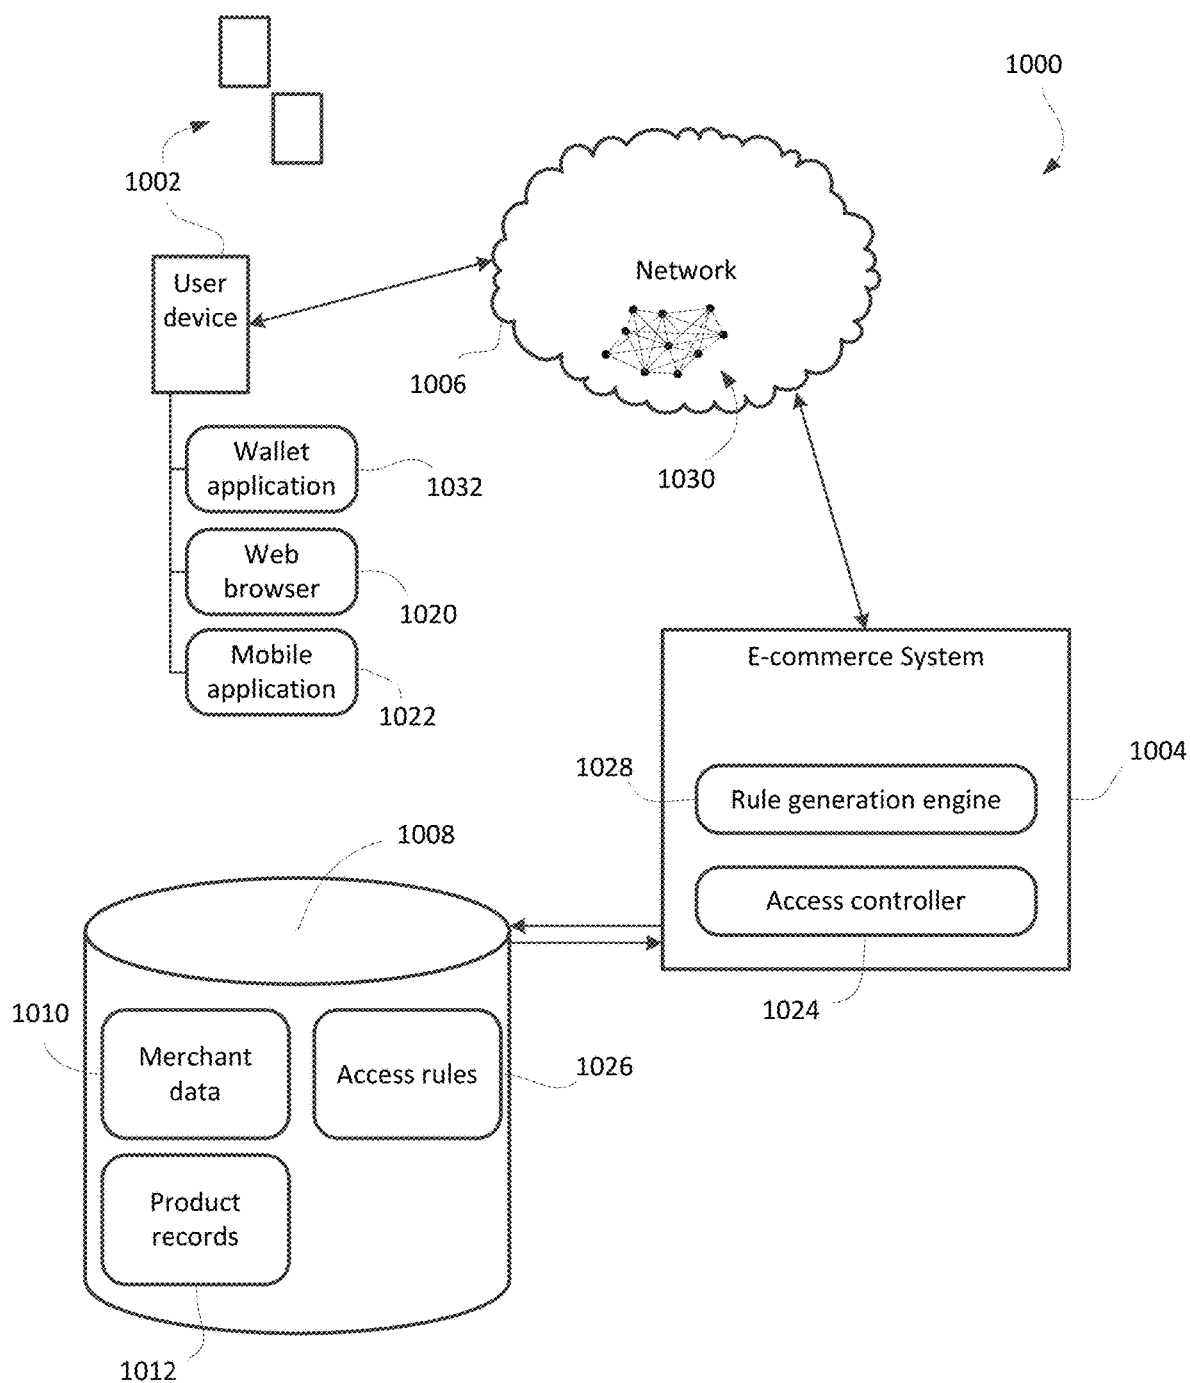 1000
1002
User
device
Network
1006
1030
Wallet
application
1032
Web
browser
1020
Mobile
application
1022
E-commerce System
1004
1028
Rule generation engine
Access controller
1024
1008
1010
Merchant
data
Access rules
1026
Product
records
1012